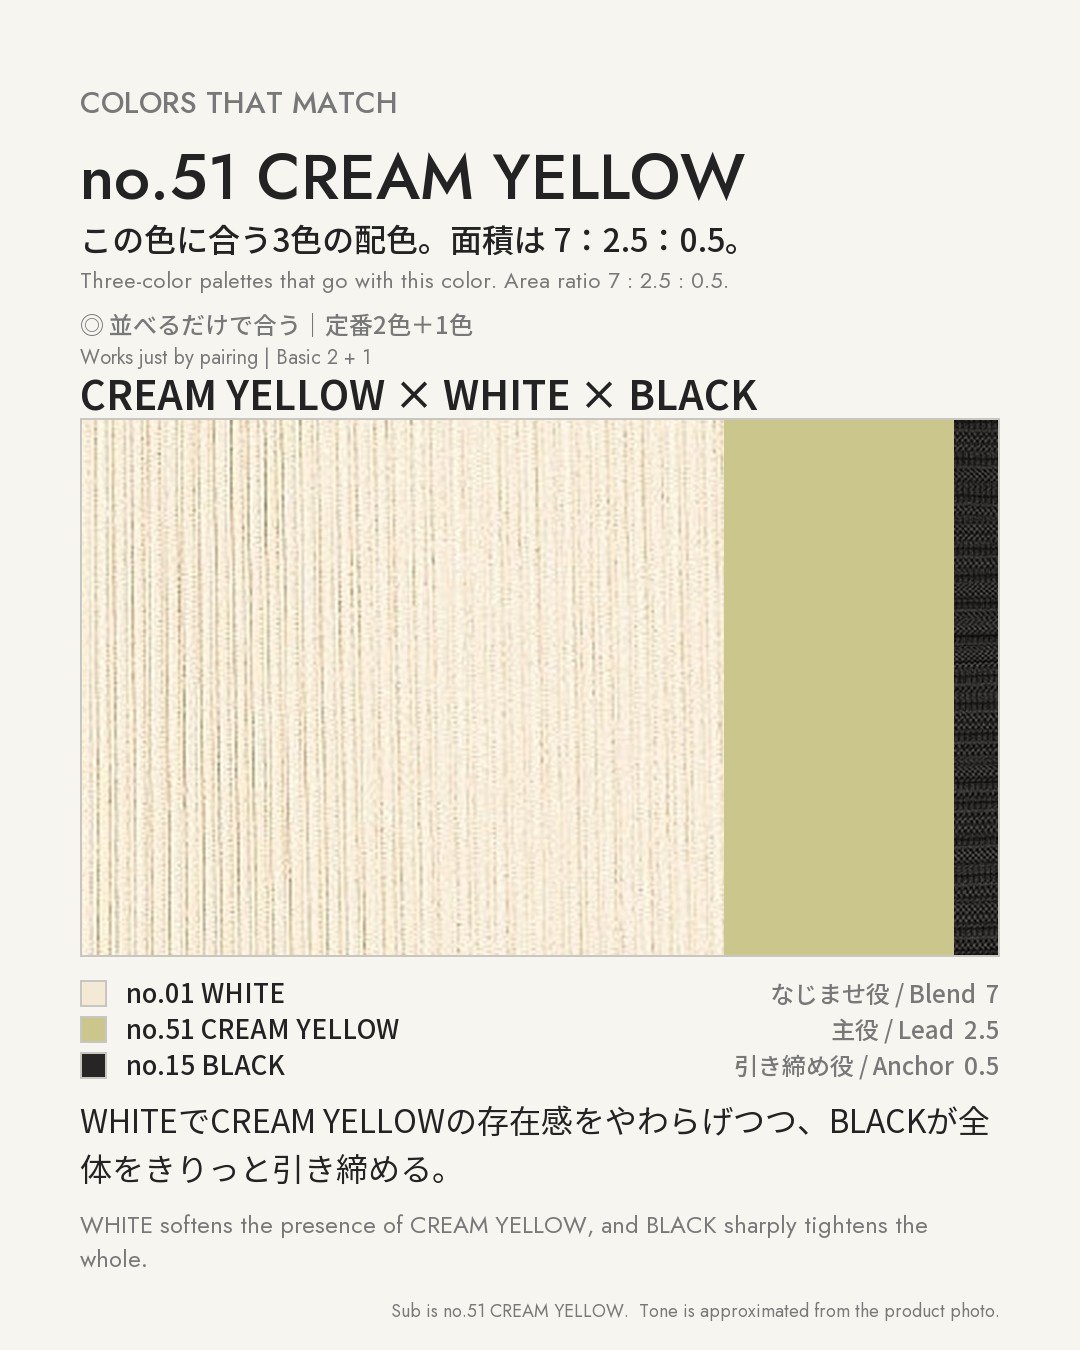 COLORS THAT MATCH
no.51 CREAM YELLOW
この色に合う3色の配色。面積は 7：2.5：0.5。
Three-color palettes that go with this color. Area ratio 7 : 2.5 : 0.5.
◎ 並べるだけで合う｜定番2色＋1色
Works just by pairing | Basic 2 + 1
CREAM YELLOW × WHITE × BLACK
no.01 WHITE なじませ役 / Blend 7
no.51 CREAM YELLOW 主役 / Lead 2.5
no.15 BLACK 引き締め役 / Anchor 0.5
WHITEでCREAM YELLOWの存在感をやわらげつつ、BLACKが全
体をきりっと引き締める。
WHITE softens the presence of CREAM YELLOW, and BLACK sharply tightens the
whole.
Sub is no.51 CREAM YELLOW. Tone is approximated from the product photo.